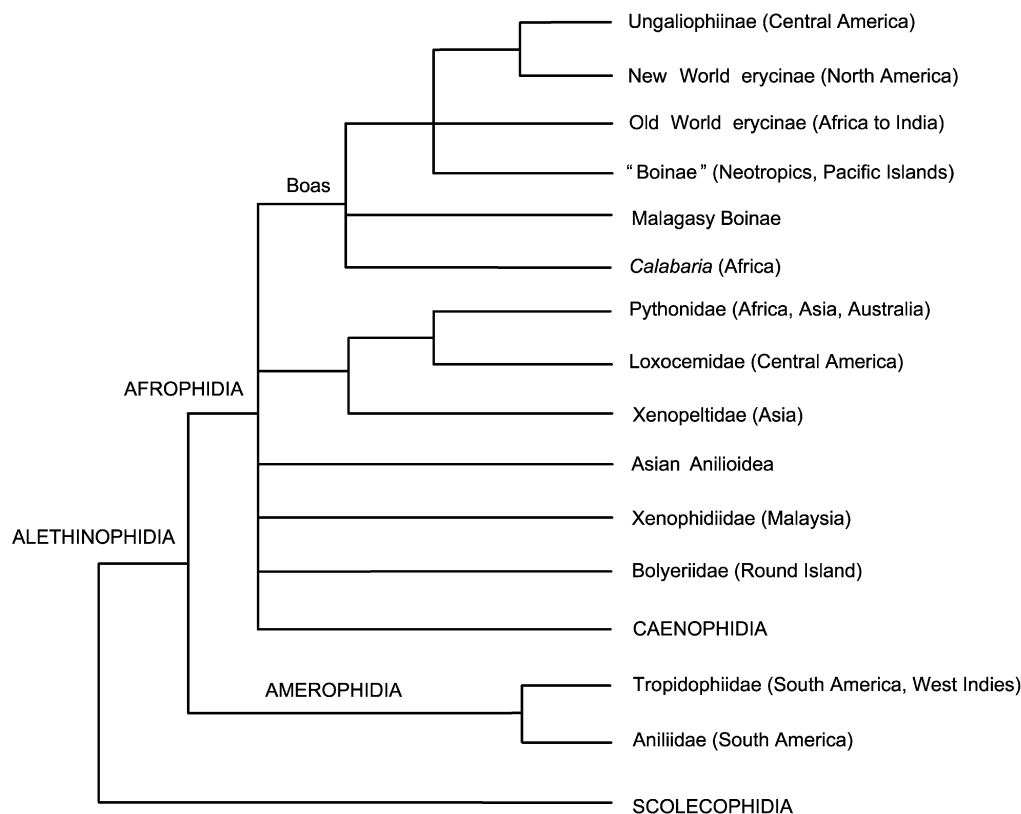 Ungaliophiinae (Central America)
New World erycinae (North America)
Old World erycinae (Africa to India)
“Boinae” (Neotropics, Pacific Islands)
Boas
Malagasy Boinae
Calabaria (Africa)
Pythonidae (Africa, Asia, Australia)
Loxocemidae (Central America)
AFROPHIDIA
Xenopeltidae (Asia)
Asian Anilioidea
Xenophidiidae (Malaysia)
ALETHINOPHIDIA
Bolyeriidae (Round Island)
CAENOPHIDIA
AMEROPHIDIA
Tropidophiidae (South America, West Indies)
Aniliidae (South America)
SCOLECOPHIDIA